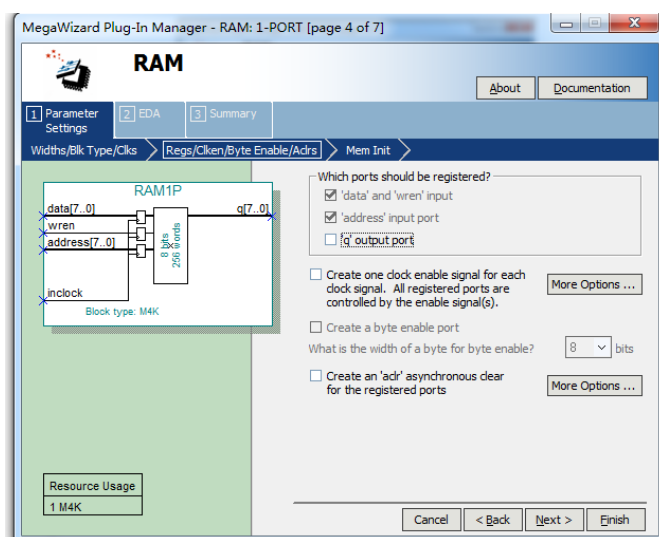 MegaWizard Plug-In Manager - RAM: 1-PORT [page 4 of 7]
RAM
About
Documentation
1 Parameter Settings
2 EDA
3 Summary
Widths/Blk Type/Clks
Regs/Clken/Byte Enable/Aclrs
Mem Init
RAM1P
data[7..0]
q[7..0]
wren
address[7..0]
8 bits
256 words
inclock
Block type: M4K
Which ports should be registered?
'data' and 'wren' input
'address' input port
'q' output port
Create one clock enable signal for each
clock signal. All registered ports are
controlled by the enable signal(s).
More Options ...
Create a byte enable port
What is the width of a byte for byte enable?
8
bits
Create an 'aclr' asynchronous clear
for the registered ports
More Options ...
Resource Usage
1 M4K
Cancel
< Back
Next >
Finish